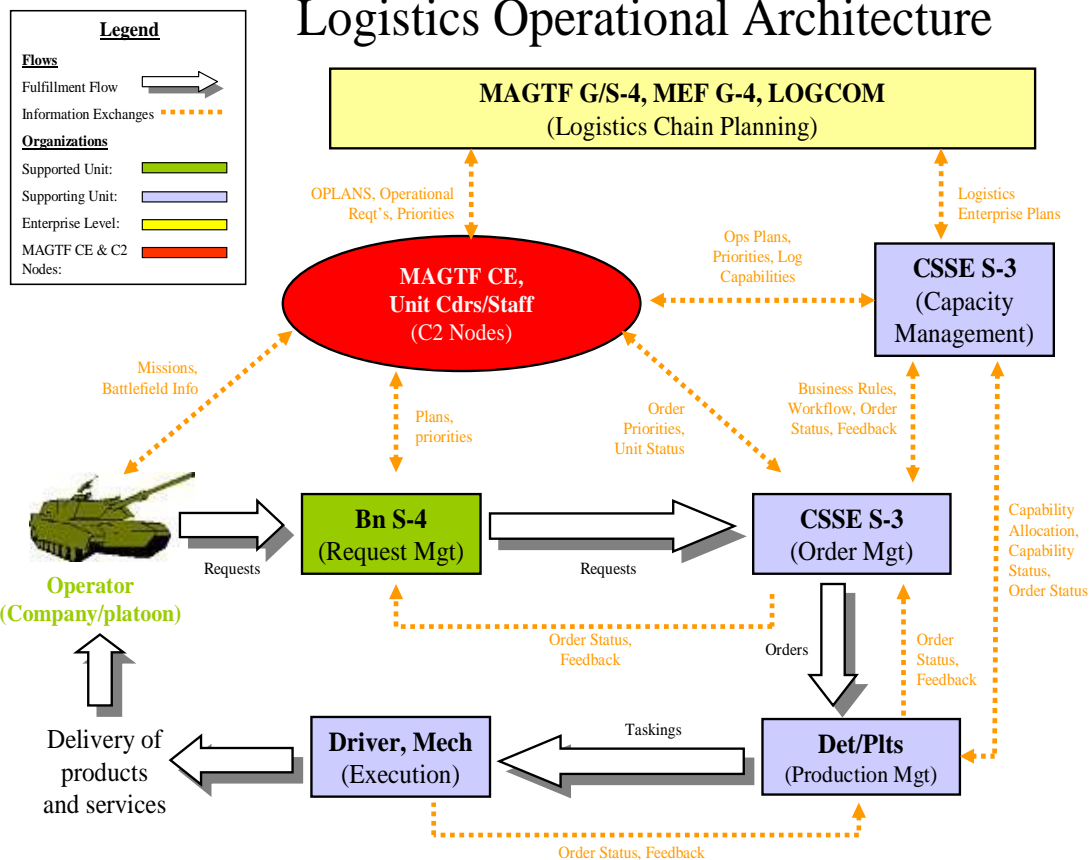 Logistics Operational Architecture
Legend
Flows
Fulfillment Flow
Information Exchanges
Organizations
Supported Unit:
Supporting Unit:
Enterprise Level:
MAGTF CE & C2
Nodes:
MAGTF G/S-4, MEF G-4, LOGCOM
(Logistics Chain Planning)
OPLANS, Operational
Reqt's, Priorities
Logistics
Enterprise Plans
Ops Plans,
Priorities, Log
Capabilities
MAGTF CE,
Unit Cdrs/Staff
(C2 Nodes)
CSSE S-3
(Capacity
Management)
Missions,
Battlefield Info
Plans,
priorities
Order
Priorities,
Unit Status
Business Rules,
Workflow, Order
Status, Feedback
Operator
(Company/platoon)
Requests
Bn S-4
(Request Mgt)
Requests
CSSE S-3
(Order Mgt)
Capability
Allocation,
Capability
Status,
Order Status
Order Status,
Feedback
Orders
Order
Status,
Feedback
Delivery of
products
and services
Driver, Mech
(Execution)
Taskings
Det/Plts
(Production Mgt)
Order Status, Feedback